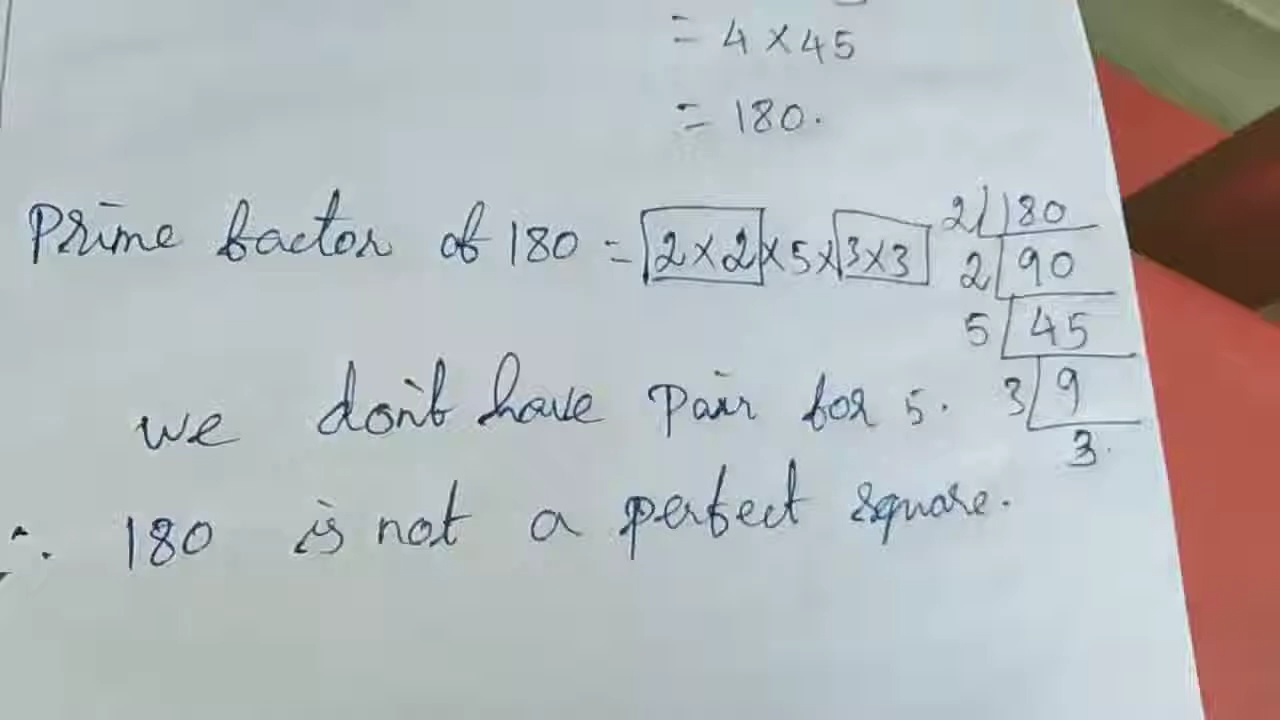 = 4 × 45
= 180.
Prime factor of 180 = 2 × 2 × 5 × 3 × 3
2 180
2 90
5 45
3 9
3.
we don't have pair for 5.
∴ 180 is not a perfect square.